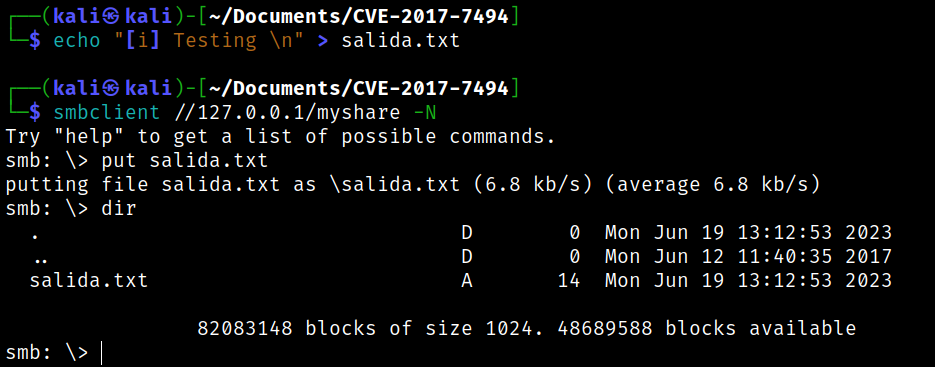 ┌──(kali㉿kali)-[~/Documents/CVE-2017-7494]
└─$ echo "[i] Testing \n" > salida.txt
┌──(kali㉿kali)-[~/Documents/CVE-2017-7494]
└─$ smbclient //127.0.0.1/myshare -N
Try "help" to get a list of possible commands.
smb: \> put salida.txt
putting file salida.txt as \salida.txt (6.8 kb/s) (average 6.8 kb/s)
smb: \> dir
  .                                   D        0  Mon Jun 19 13:12:53 2023
  ..                                  D        0  Mon Jun 12 11:40:35 2017
  salida.txt                          A       14  Mon Jun 19 13:12:53 2023
                82083148 blocks of size 1024. 48689588 blocks available
smb: \>